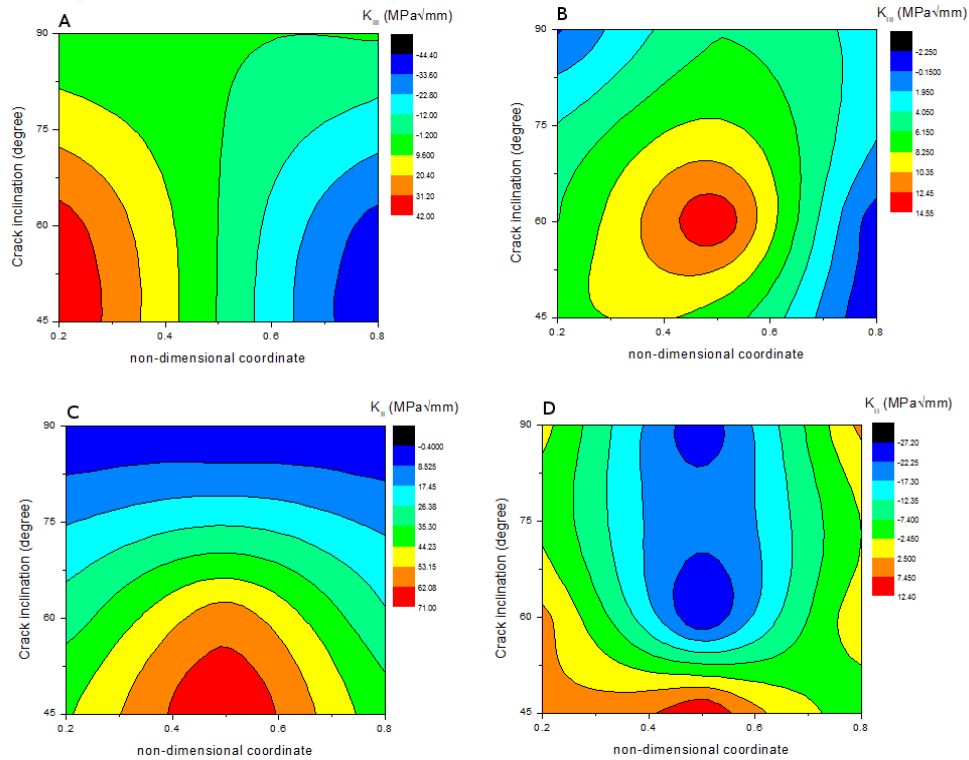 A
K III (MPa√mm)
90
75
60
45
0.2 0.4 0.6 0.8
Crack inclination (degree)
non-dimensional coordinate
-44.40
-33.60
-22.80
-12.00
-1.200
9.600
20.40
31.20
42.00
B
K III (MPa√mm)
90
75
60
45
0.2 0.4 0.6 0.8
Crack inclination (degree)
non-dimensional coordinate
-2.250
-0.1500
1.950
4.050
6.150
8.250
10.35
12.45
14.55
C
K II (MPa√mm)
90
75
60
45
0.2 0.4 0.6 0.8
Crack inclination (degree)
non-dimensional coordinate
-0.4000
8.525
17.45
26.38
35.30
44.23
53.15
62.08
71.00
D
K II (MPa√mm)
90
75
60
45
0.2 0.4 0.6 0.8
Crack inclination (degree)
non-dimensional coordinate
-27.20
-22.25
-17.30
-12.35
-7.400
-2.450
2.500
7.450
12.40